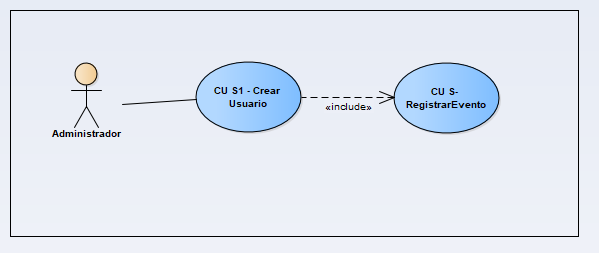 Administrador
CU S1 - Crear
Usuario
«include»
CU S-
RegistrarEvento